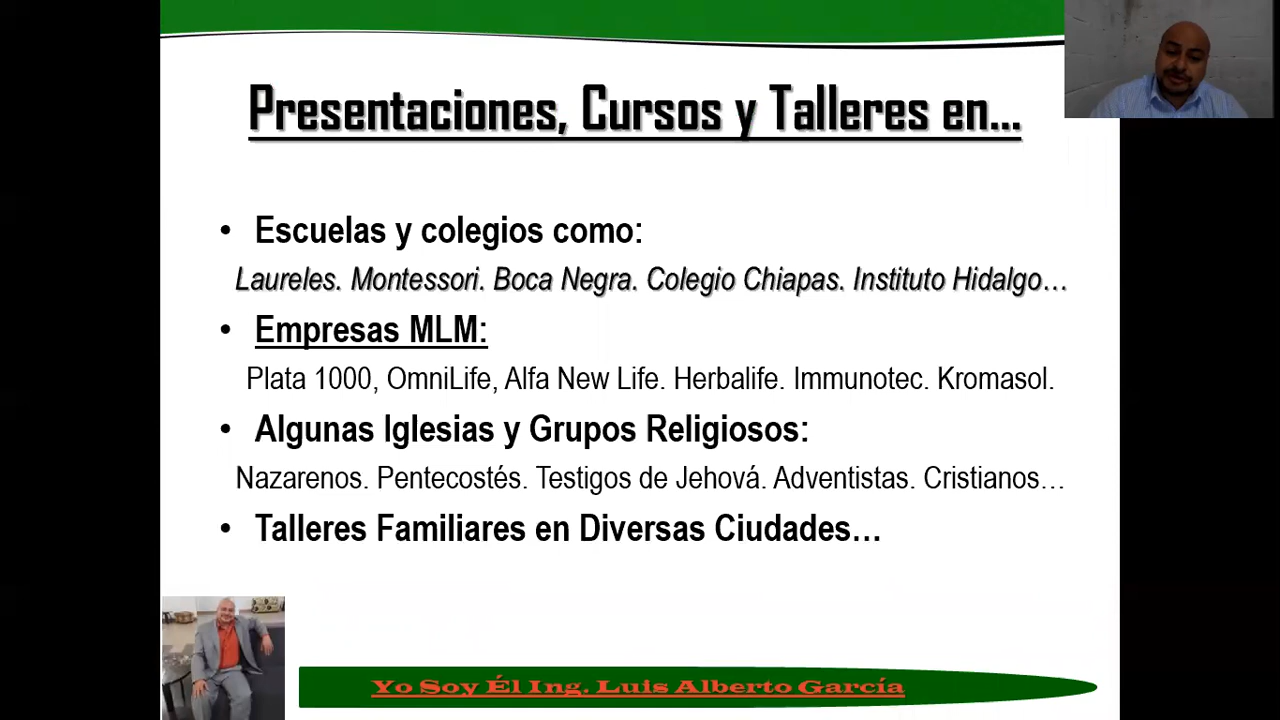 Presentaciones, Cursos y Talleres en...
• Escuelas y colegios como:
Laureles. Montessori. Boca Negra. Colegio Chiapas. Instituto Hidalgo…
• Empresas MLM:
Plata 1000, OmniLife, Alfa New Life. Herbalife. Immunotec. Kromasol.
• Algunas Iglesias y Grupos Religiosos:
Nazarenos. Pentecostés. Testigos de Jehová. Adventistas. Cristianos…
• Talleres Familiares en Diversas Ciudades…
Yo Soy Él Ing. Luis Alberto García